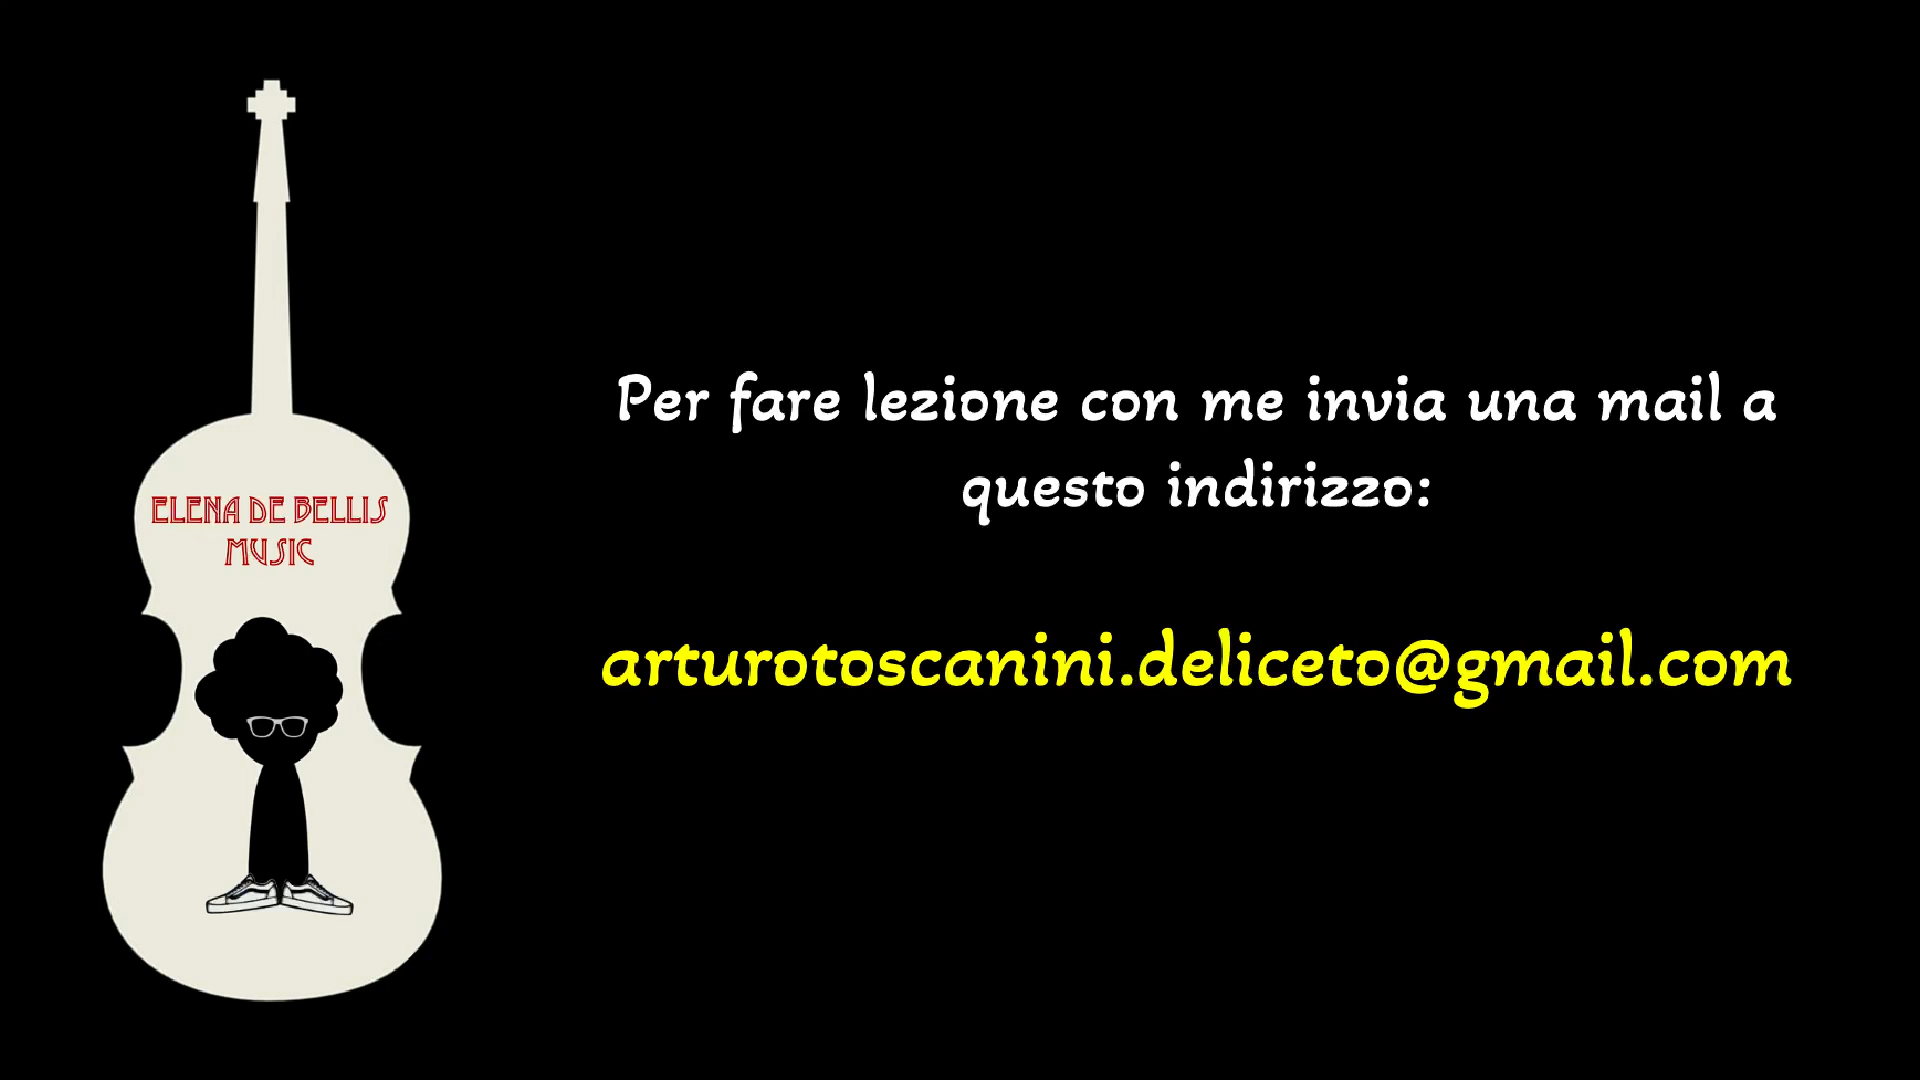 ELENA DE BELLIS
MUSIC
Per fare lezione con me invia una mail a
questo indirizzo:
arturotoscanini.deliceto@gmail.com